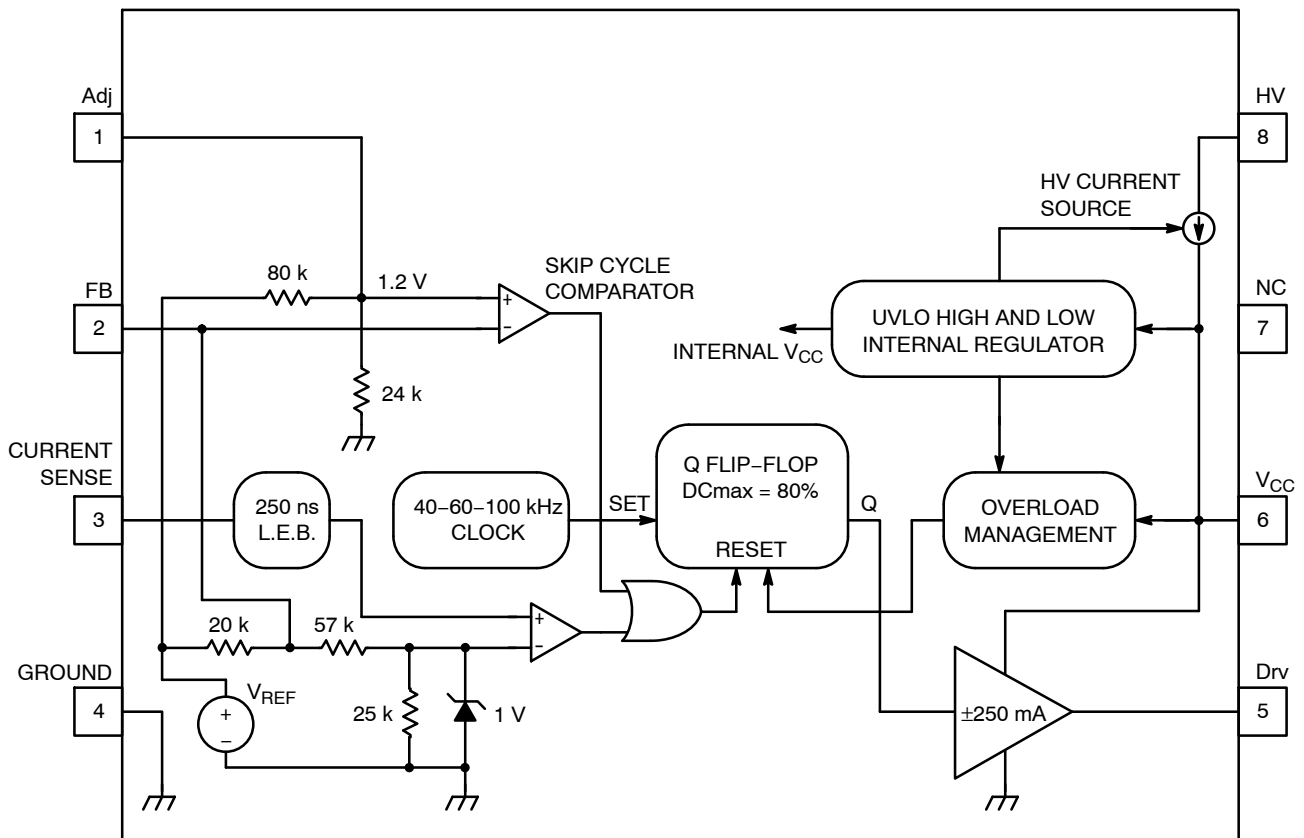 Adj
1
HV
8
HV CURRENT
SOURCE
80 k
1.2 V
SKIP CYCLE
COMPARATOR
+
−
FB
2
NC
7
UVLO HIGH AND LOW
INTERNAL REGULATOR
INTERNAL VCC
24 k
CURRENT
SENSE
3
250 ns
L.E.B.
40−60−100 kHz
CLOCK
SET
Q FLIP−FLOP
DCmax = 80%
RESET
Q
OVERLOAD
MANAGEMENT
VCC
6
20 k
57 k
+
−
GROUND
4
VREF
+
−
25 k
1 V
±250 mA
Drv
5